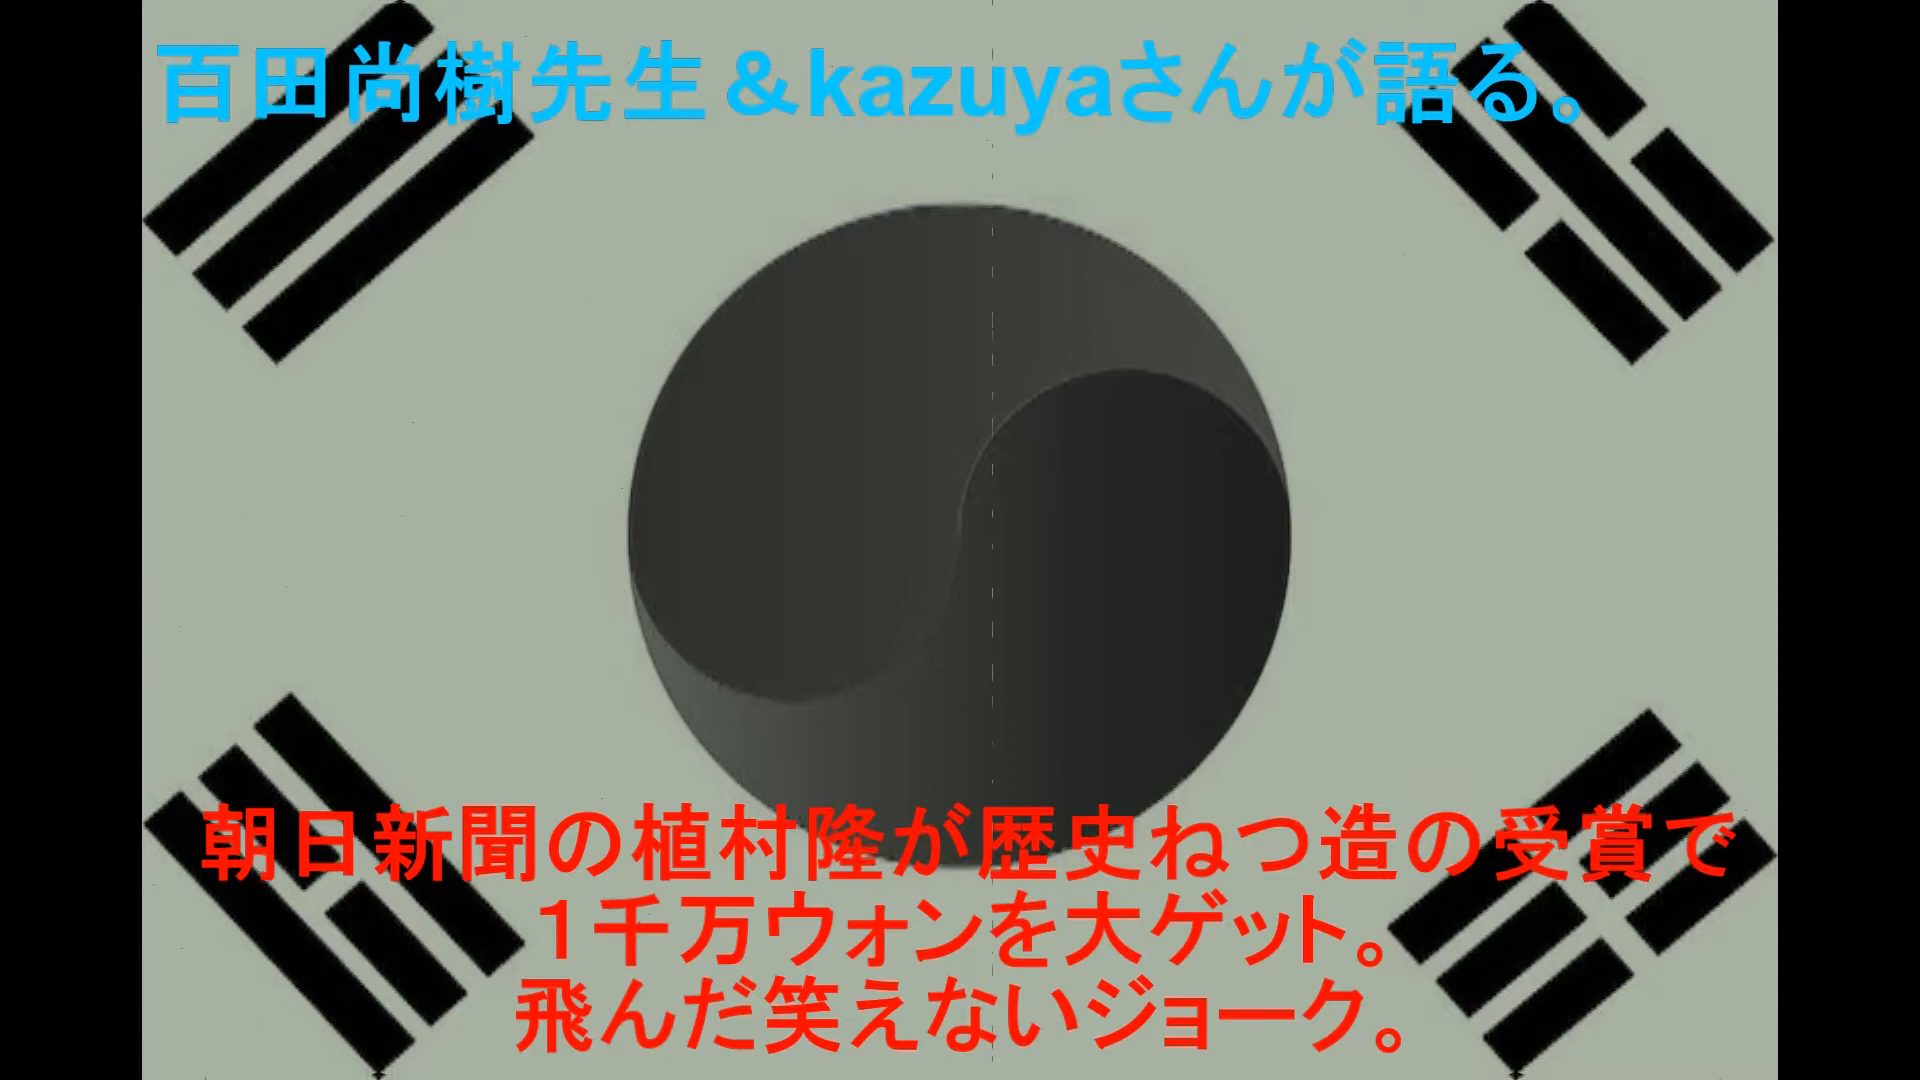 百田尚樹先生＆kazuyaさんが語る。
朝日新聞の植村隆が歴史ねつ造の受賞で
１千万ウォンを大ゲット。
飛んだ笑えないジョーク。